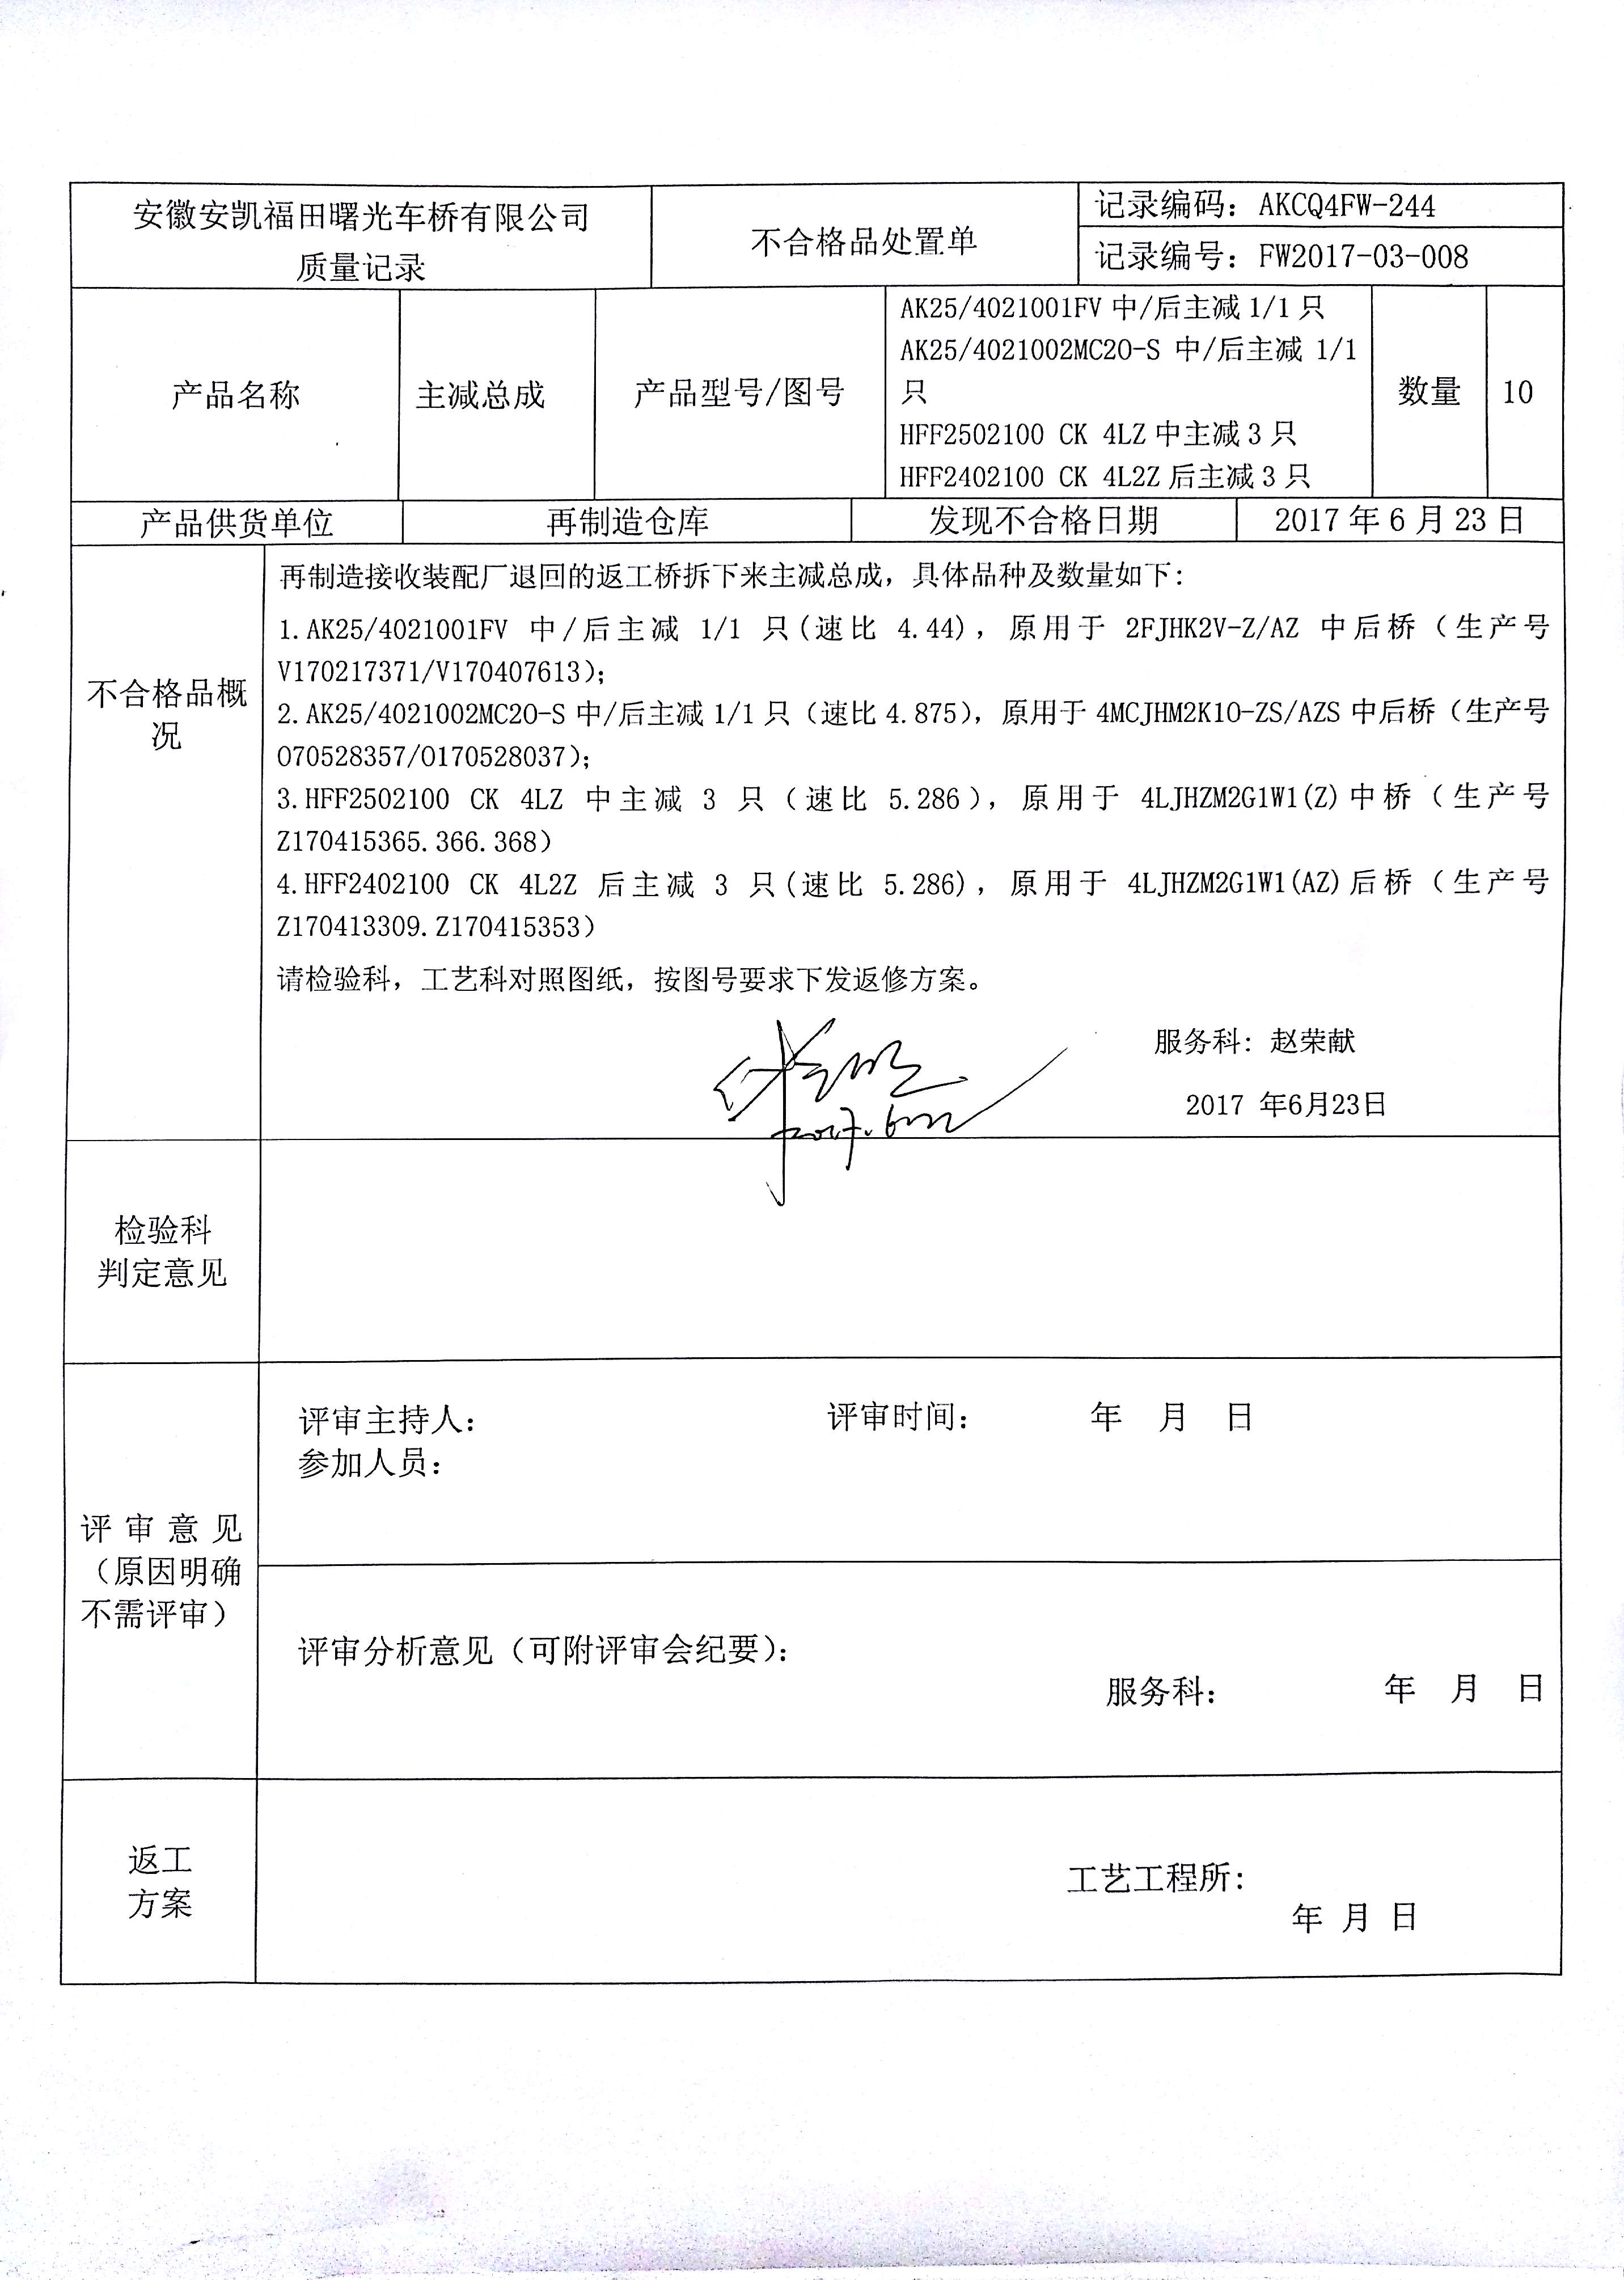 安徽安凯福田曙光车桥有限公司
质量记录
不合格品处置单
记录编码：AKCQ4FW-244
记录编号：FW2017-03-008
产品名称
主减总成
产品型号/图号
AK25/4021001FV 中/后主减 1/1 只
AK25/4021002MC20-S 中/后主减 1/1
只
HFF2502100 CK 4LZ 中主减 3 只
HFF2402100 CK 4L2Z 后主减 3 只
数量
10
产品供货单位
再制造仓库
发现不合格日期
2017 年 6 月 23 日
不合格品概
况
再制造接收装配厂退回的返工桥拆下来主减总成，具体品种及数量如下：
1.AK25/4021001FV 中/后主减 1/1 只(速比 4.44)，原用于 2FJHK2V-Z/AZ 中后桥（生产号
V170217371/V170407613）；
2.AK25/4021002MC20-S 中/后主减 1/1 只（速比 4.875），原用于 4MCJHM2K10-ZS/AZS 中后桥（生产号
O70528357/O170528037）；
3.HFF2502100 CK 4LZ 中主减 3 只（速比 5.286），原用于 4LJHZM2G1W1(Z)中桥（生产号
Z170415365.366.368）
4.HFF2402100 CK 4L2Z 后主减 3 只(速比 5.286)，原用于 4LJHZM2G1W1(AZ)后桥（生产号
Z170413309.Z170415353）
请检验科，工艺科对照图纸，按图号要求下发返修方案。
服务科：赵荣献
2017 年6月23日
检验科
判定意见
评审意见
（原因明确
不需评审）
评审主持人： 评审时间： 年 月 日
参加人员：
评审分析意见（可附评审会纪要）：
服务科： 年 月 日
返工
方案
工艺工程所：
年 月 日